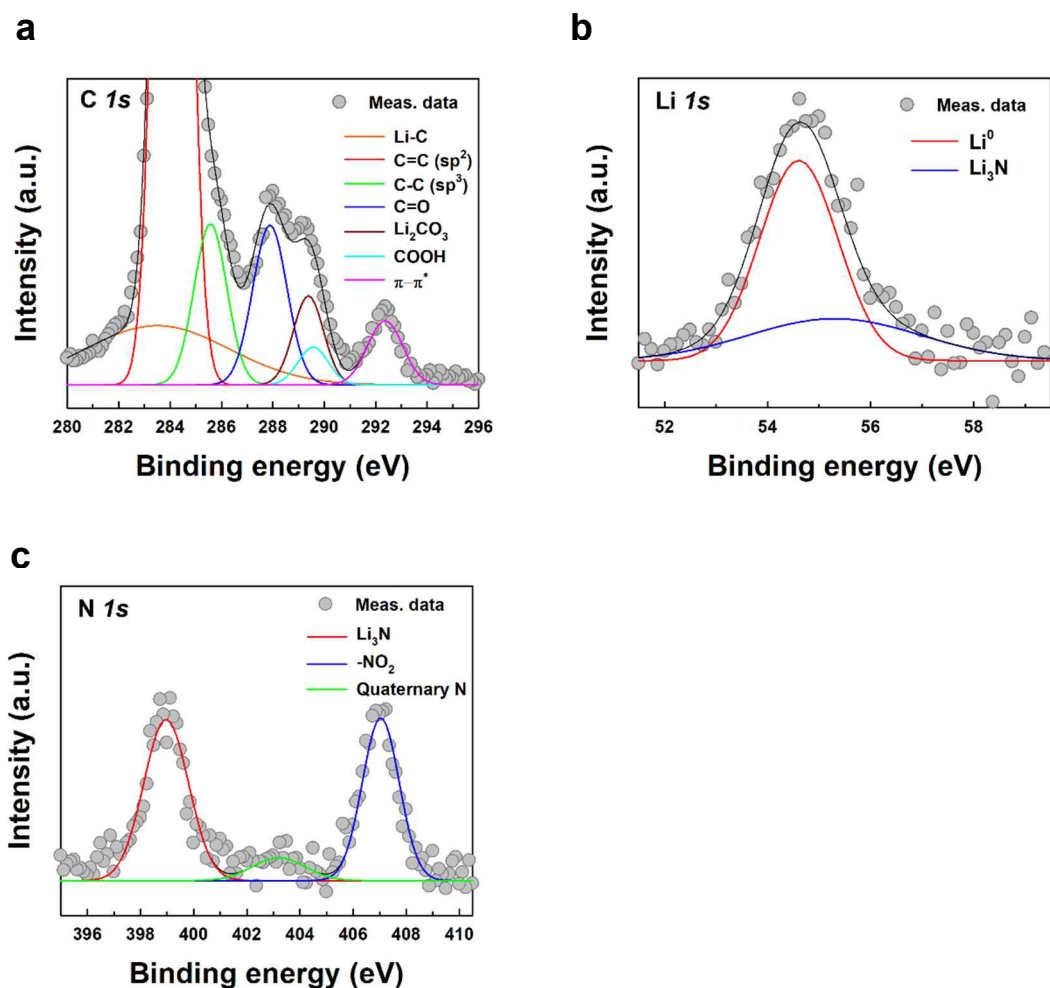 a
C 1s
Meas. data
Li-C
C=C (sp²)
C-C (sp³)
C=O
Li₂CO₃
COOH
π–π*
Intensity (a.u.)
280 282 284 286 288 290 292 294 296
Binding energy (eV)
b
Li 1s
Meas. data
Li⁰
Li₃N
Intensity (a.u.)
52 54 56 58
Binding energy (eV)
c
N 1s
Meas. data
Li₃N
-NO₂
Quaternary N
Intensity (a.u.)
396 398 400 402 404 406 408 410
Binding energy (eV)